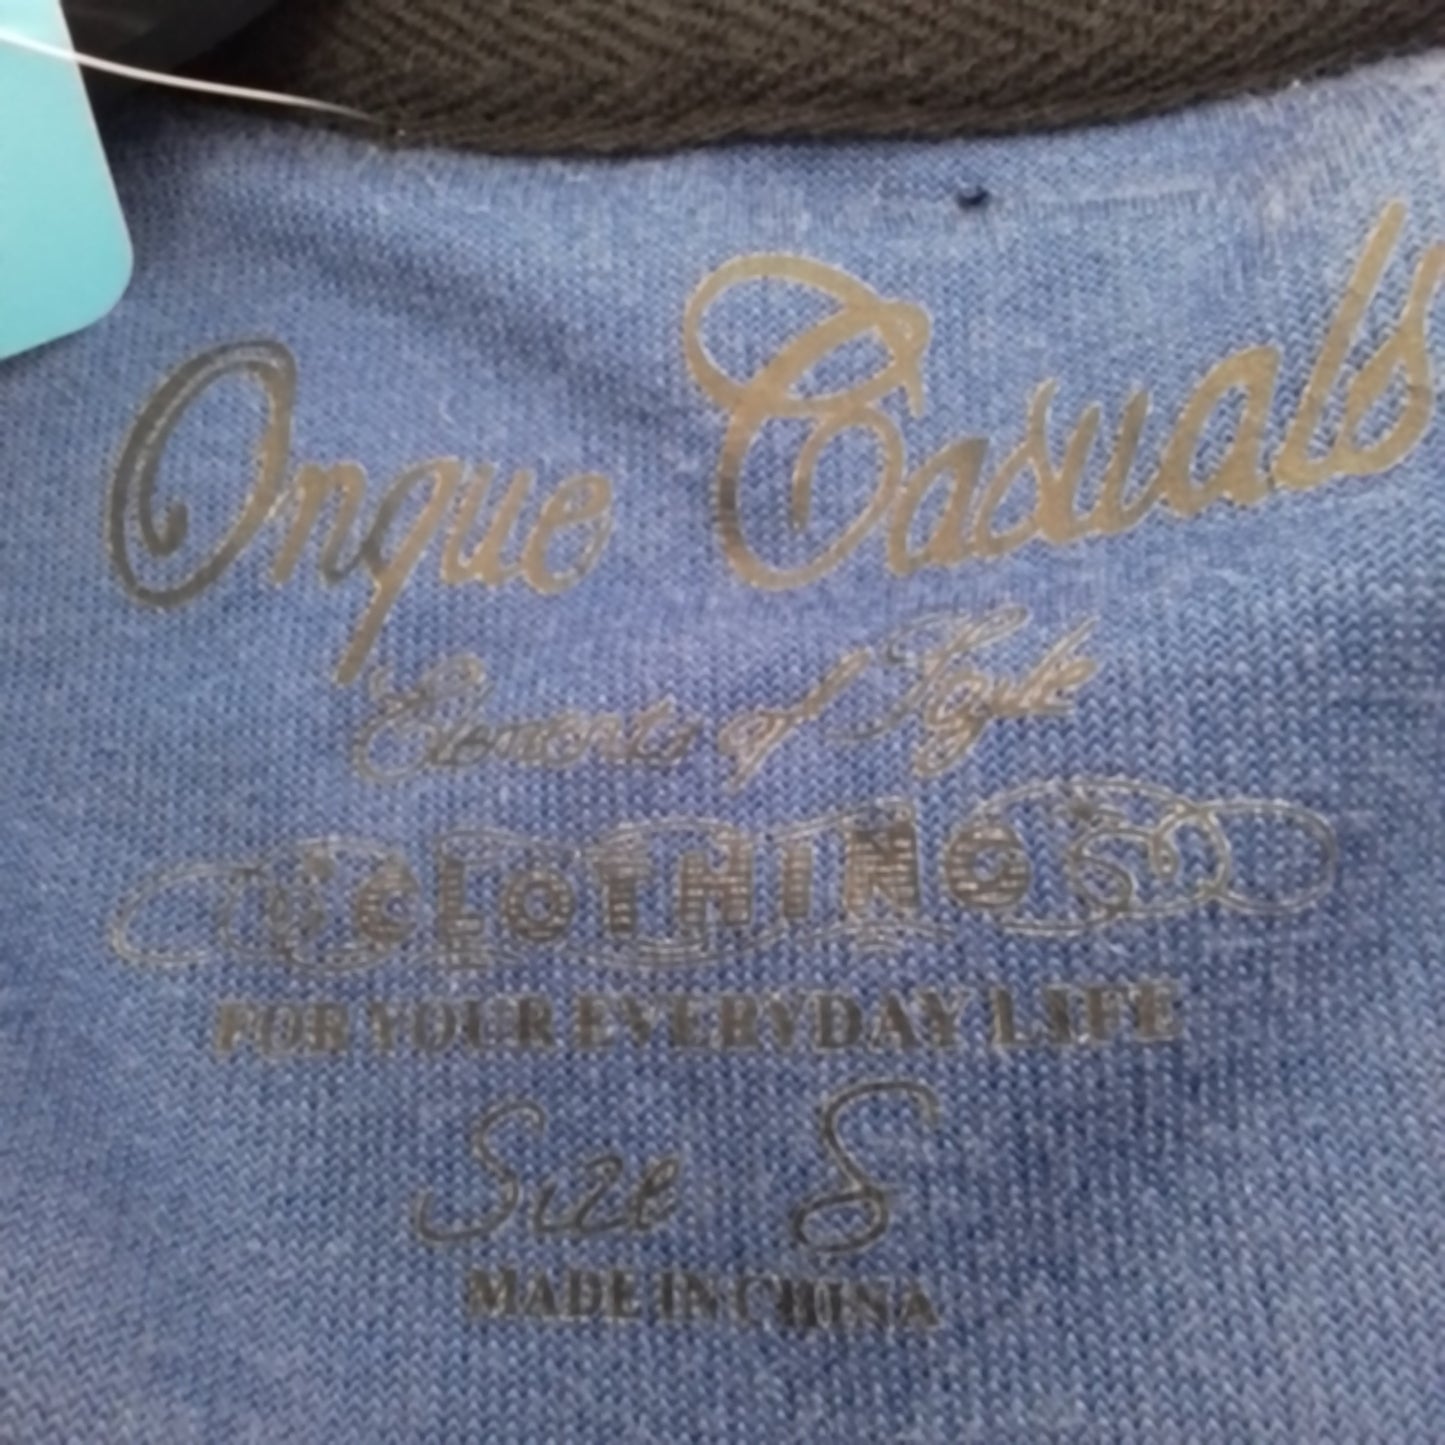 Onque Casuals
Elements of Style
CLOTHING
FOR YOUR EVERYDAY LIFE
Size S
MADE IN CHINA